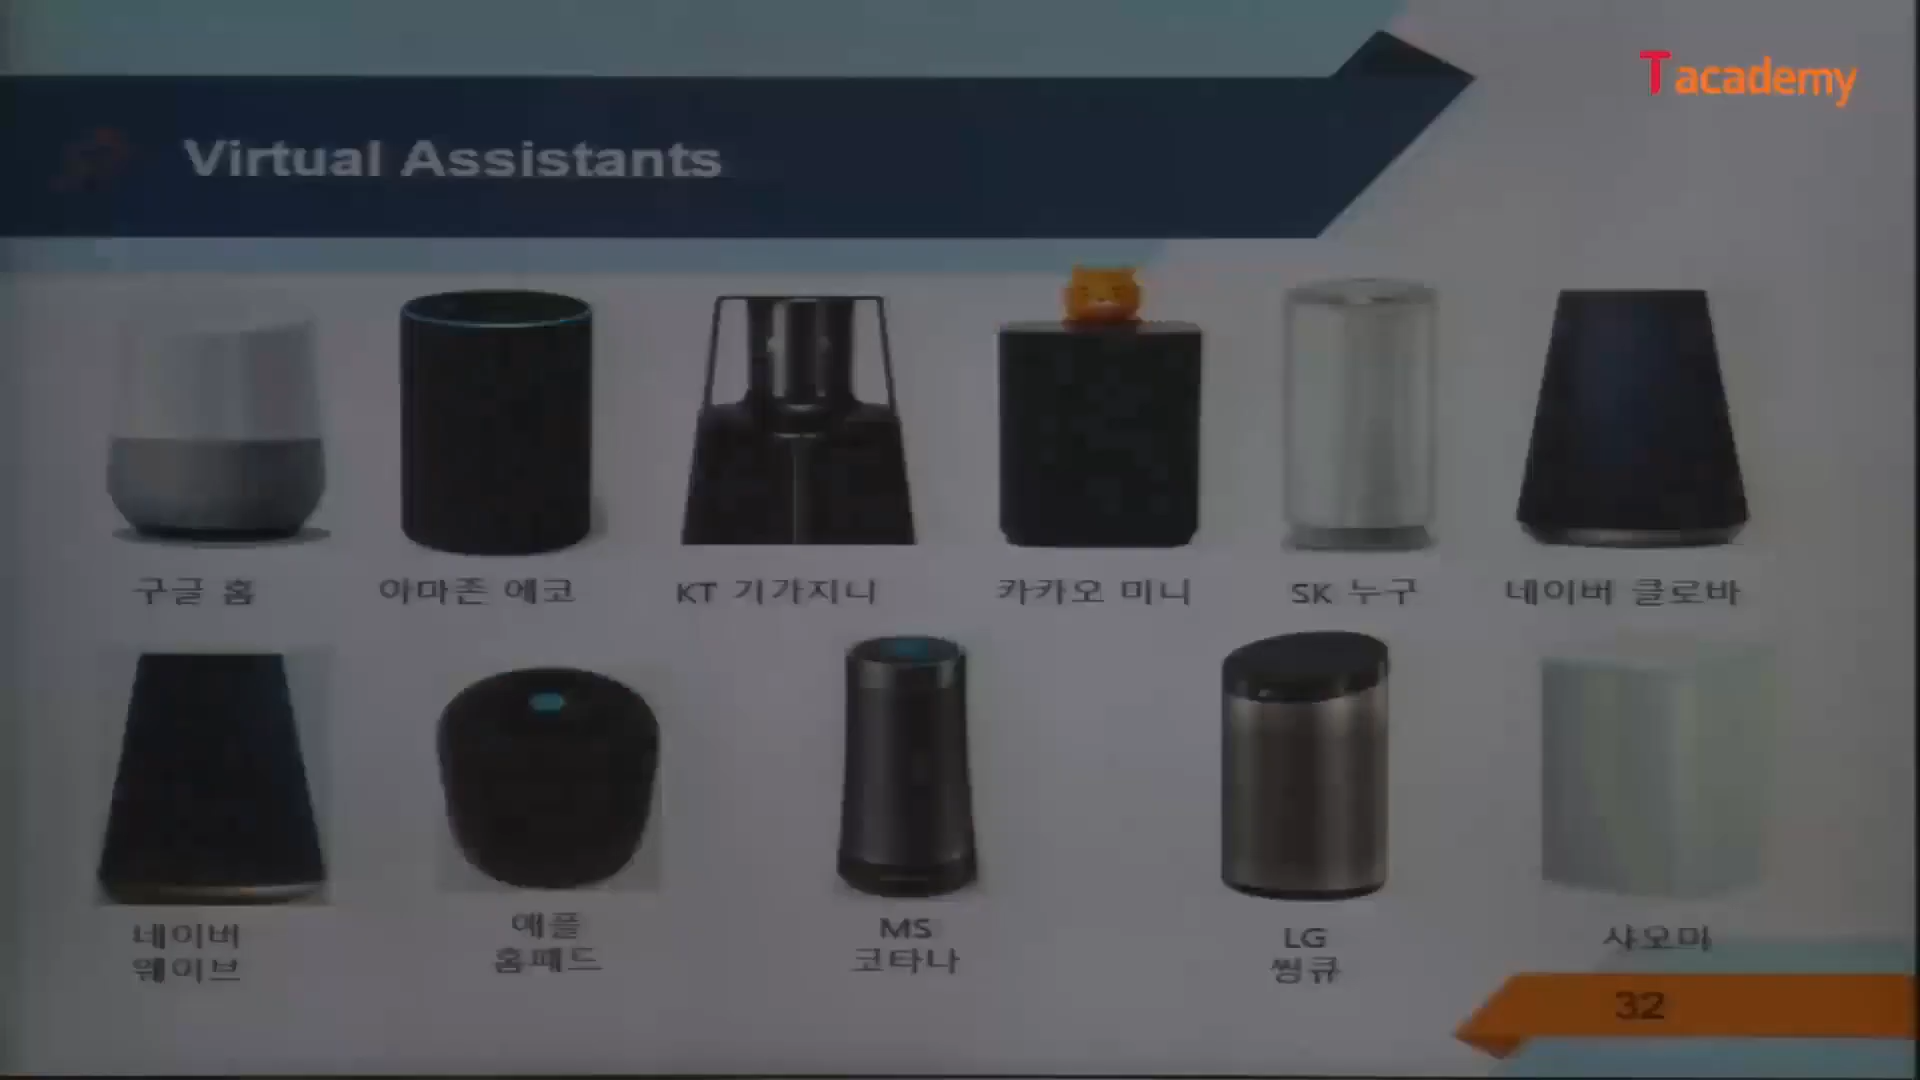 T academy
Virtual Assistants
구글 홈
아마존 에코
KT 기가지니
카카오 미니
SK 누구
네이버 클로바
네이버
웨이브
애플
홈패드
MS
코타나
LG
씽큐
샤오미
32